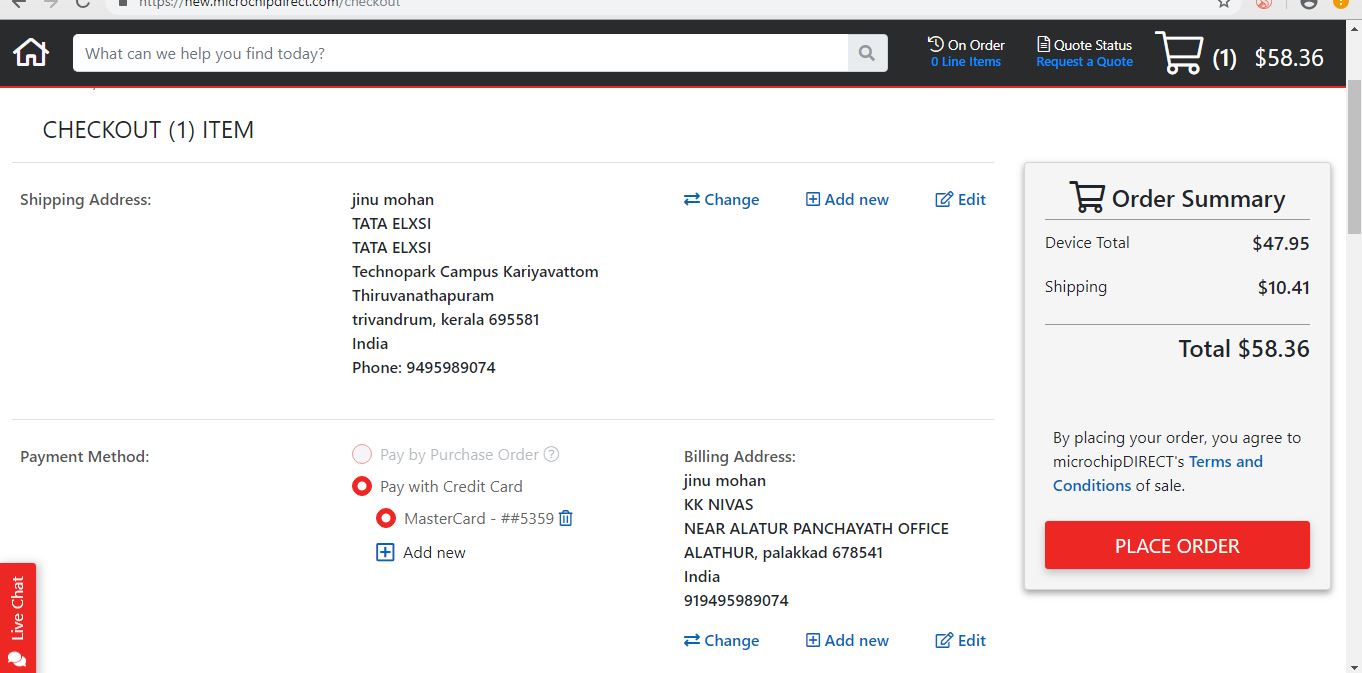 https://new.microchipdirect.com/checkout
What can we help you find today?
On Order
0 Line Items
Quote Status
Request a Quote
(1) $58.36
CHECKOUT (1) ITEM
Shipping Address:
jinu mohan
TATA ELXSI
TATA ELXSI
Technopark Campus Kariyavattom
Thiruvanathapuram
trivandrum, kerala 695581
India
Phone: 9495989074
Change
Add new
Edit
Payment Method:
Pay by Purchase Order ?
Pay with Credit Card
MasterCard - ##5359
Add new
Billing Address:
jinu mohan
KK NIVAS
NEAR ALATUR PANCHAYATH OFFICE
ALATHUR, palakkad 678541
India
919495989074
Change
Add new
Edit
Order Summary
Device Total $47.95
Shipping $10.41
Total $58.36
By placing your order, you agree to
microchipDIRECT's Terms and
Conditions of sale.
PLACE ORDER
Live Chat